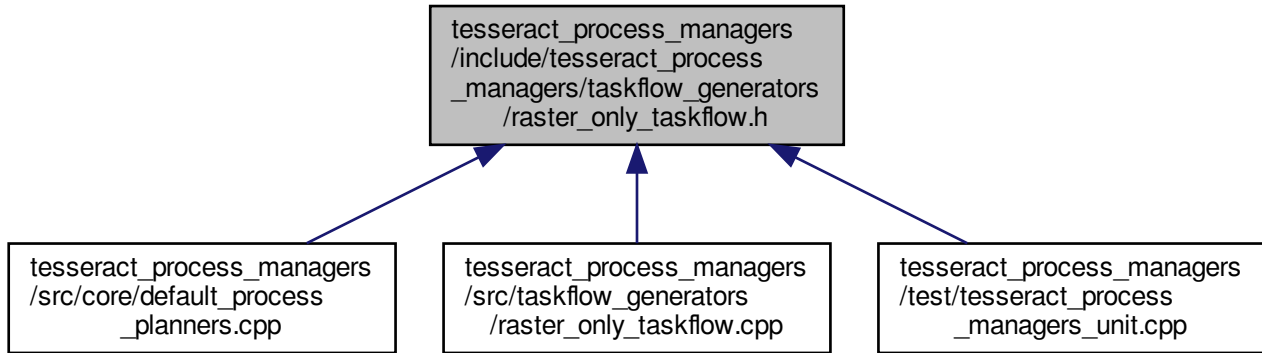 tesseract_process_managers
/include/tesseract_process
_managers/taskflow_generators
/raster_only_taskflow.h
tesseract_process_managers
/src/core/default_process
_planners.cpp
tesseract_process_managers
/src/taskflow_generators
/raster_only_taskflow.cpp
tesseract_process_managers
/test/tesseract_process
_managers_unit.cpp